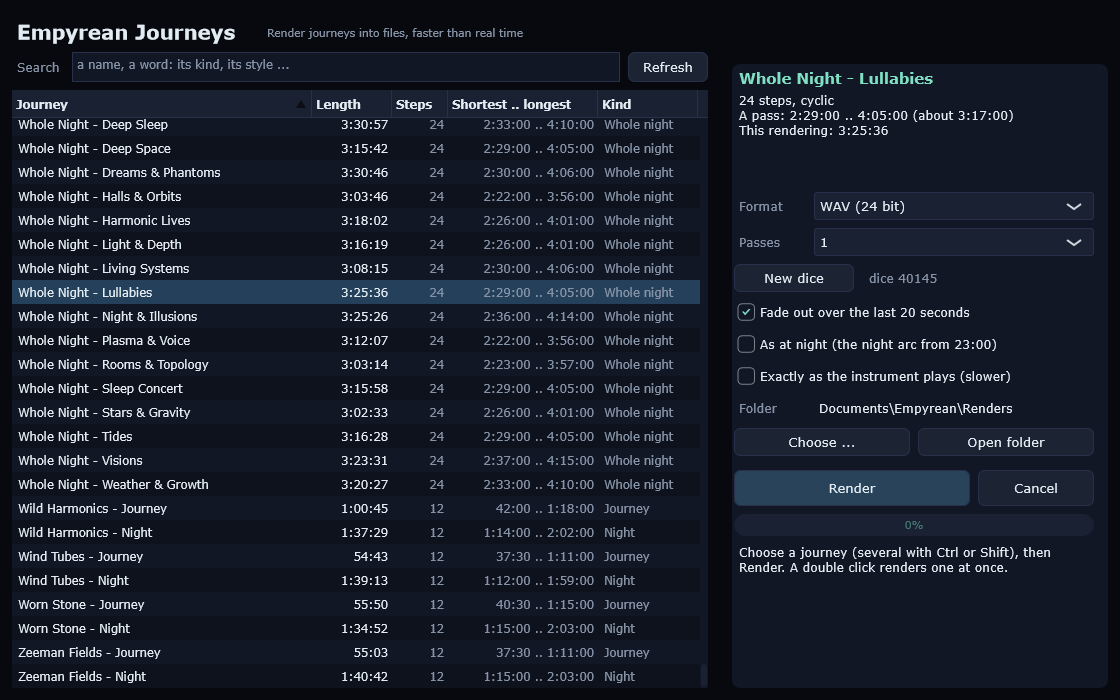 Empyrean Journeys
Render journeys into files, faster than real time
Search
a name, a word: its kind, its style ...
Refresh
Journey Length Steps Shortest .. longest Kind
Whole Night - Deep Sleep 3:30:57 24 2:33:00 .. 4:10:00 Whole night
Whole Night - Deep Space 3:15:42 24 2:29:00 .. 4:05:00 Whole night
Whole Night - Dreams & Phantoms 3:30:46 24 2:30:00 .. 4:06:00 Whole night
Whole Night - Halls & Orbits 3:03:46 24 2:22:00 .. 3:56:00 Whole night
Whole Night - Harmonic Lives 3:18:02 24 2:26:00 .. 4:01:00 Whole night
Whole Night - Light & Depth 3:16:19 24 2:26:00 .. 4:01:00 Whole night
Whole Night - Living Systems 3:08:15 24 2:30:00 .. 4:06:00 Whole night
Whole Night - Lullabies 3:25:36 24 2:29:00 .. 4:05:00 Whole night
Whole Night - Night & Illusions 3:25:26 24 2:36:00 .. 4:14:00 Whole night
Whole Night - Plasma & Voice 3:12:07 24 2:22:00 .. 3:56:00 Whole night
Whole Night - Rooms & Topology 3:03:14 24 2:23:00 .. 3:57:00 Whole night
Whole Night - Sleep Concert 3:15:58 24 2:29:00 .. 4:05:00 Whole night
Whole Night - Stars & Gravity 3:02:33 24 2:26:00 .. 4:01:00 Whole night
Whole Night - Tides 3:16:28 24 2:29:00 .. 4:05:00 Whole night
Whole Night - Visions 3:23:31 24 2:37:00 .. 4:15:00 Whole night
Whole Night - Weather & Growth 3:20:27 24 2:33:00 .. 4:10:00 Whole night
Wild Harmonics - Journey 1:00:45 12 42:00 .. 1:18:00 Journey
Wild Harmonics - Night 1:37:29 12 1:14:00 .. 2:02:00 Night
Wind Tubes - Journey 54:43 12 37:30 .. 1:11:00 Journey
Wind Tubes - Night 1:39:13 12 1:12:00 .. 1:59:00 Night
Worn Stone - Journey 55:50 12 40:30 .. 1:15:00 Journey
Worn Stone - Night 1:34:52 12 1:15:00 .. 2:03:00 Night
Zeeman Fields - Journey 55:03 12 37:30 .. 1:11:00 Journey
Zeeman Fields - Night 1:40:42 12 1:15:00 .. 2:03:00 Night
Whole Night - Lullabies
24 steps, cyclic
A pass: 2:29:00 .. 4:05:00 (about 3:17:00)
This rendering: 3:25:36
Format WAV (24 bit)
Passes 1
New dice dice 40145
Fade out over the last 20 seconds
As at night (the night arc from 23:00)
Exactly as the instrument plays (slower)
Folder Documents\Empyrean\Renders
Choose ... Open folder
Render Cancel
0%
Choose a journey (several with Ctrl or Shift), then
Render. A double click renders one at once.